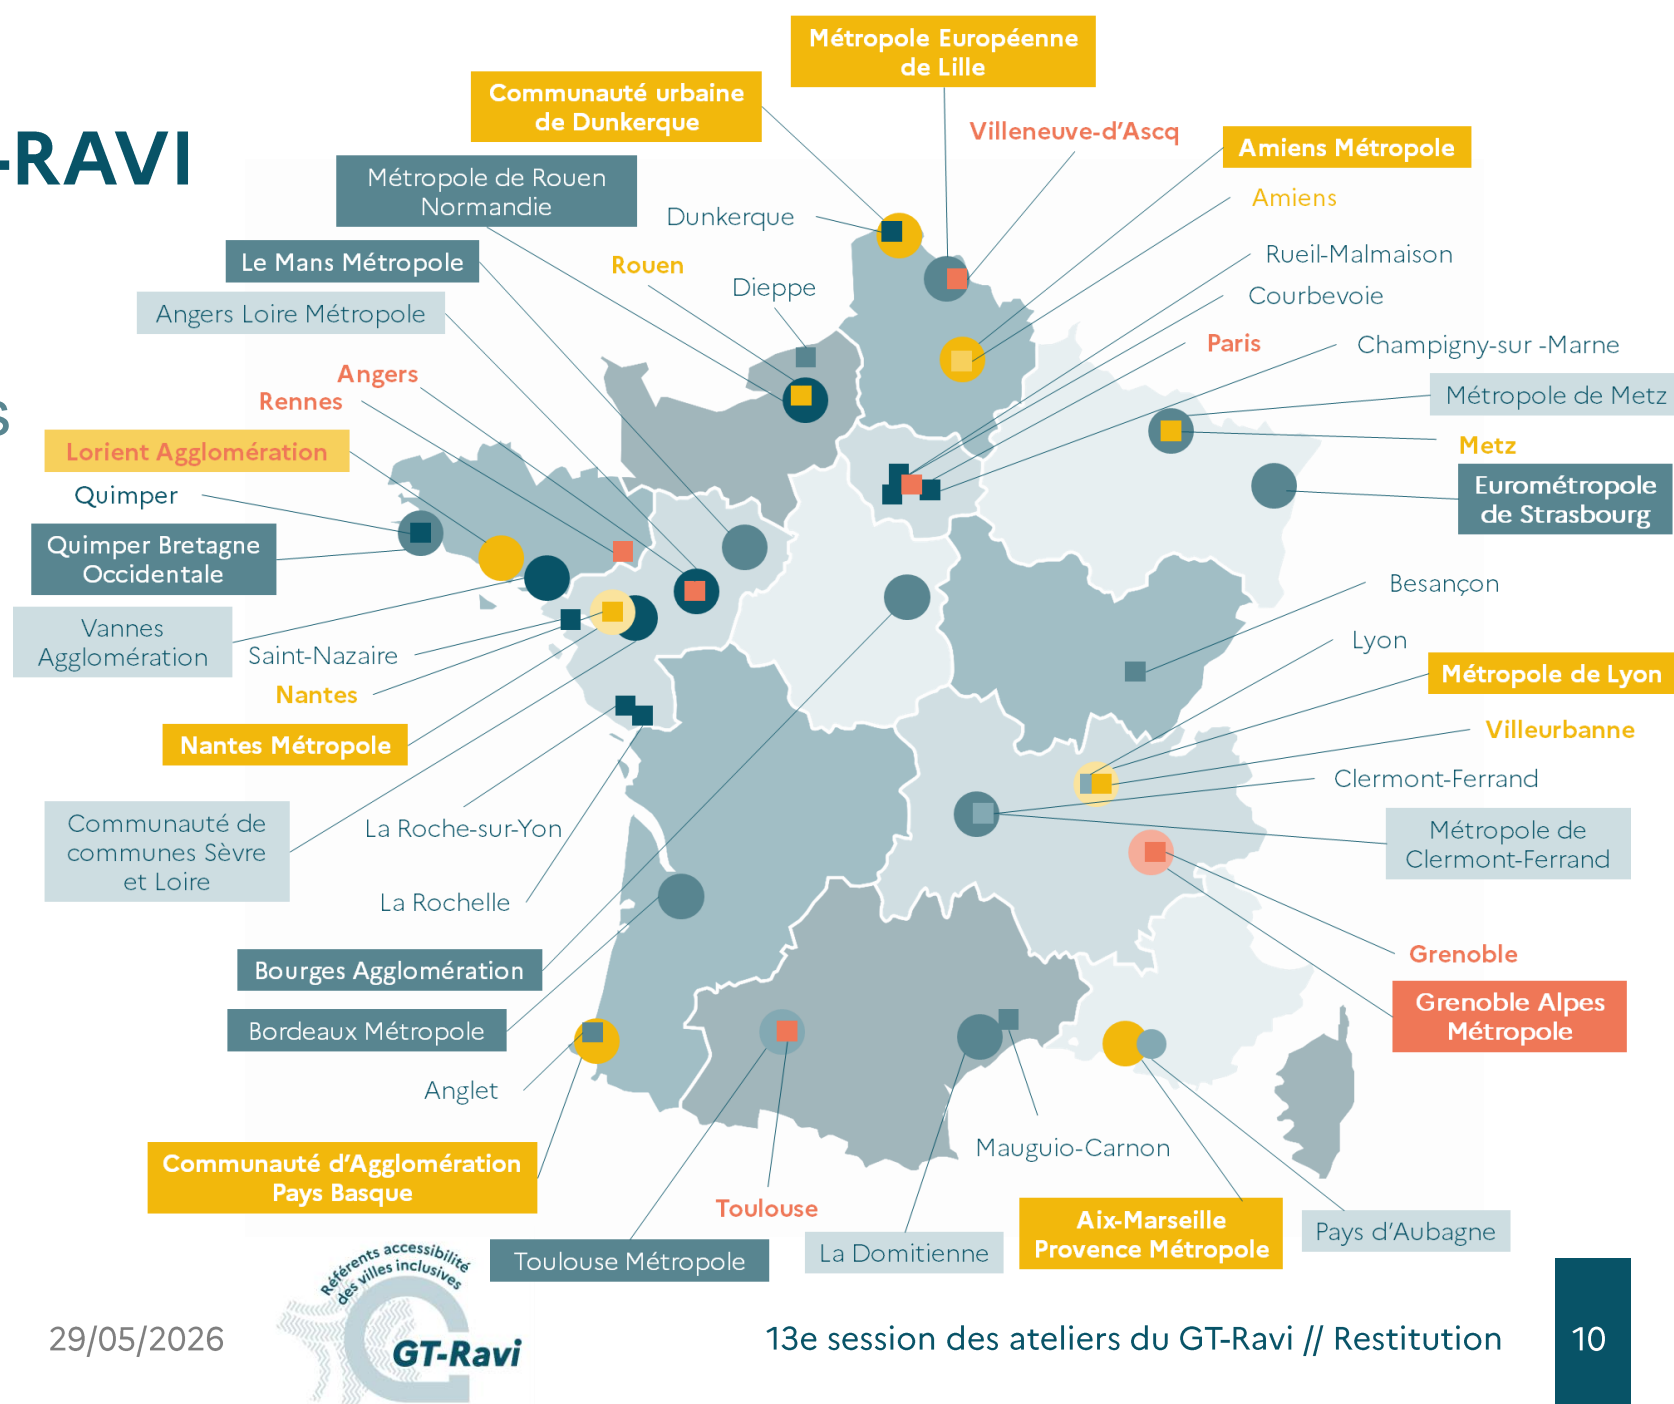 Métropole Européenne
de Lille
Communauté urbaine
de Dunkerque
Villeneuve-d'Ascq
Amiens Métropole
-RAVI
Métropole de Rouen
Normandie
Amiens
Dunkerque
Le Mans Métropole
Rouen
Rueil-Malmaison
Dieppe
Courbevoie
Angers Loire Métropole
Paris
Champigny-sur -Marne
Angers
Métropole de Metz
Rennes
S
Lorient Agglomération
Metz
Quimper
Eurométropole
de Strasbourg
Quimper Bretagne
Occidentale
Besançon
Vannes
Agglomération
Saint-Nazaire
Lyon
Métropole de Lyon
Nantes
Villeurbanne
Nantes Métropole
Clermont-Ferrand
Communauté de
communes Sèvre
et Loire
La Roche-sur-Yon
Métropole de
Clermont-Ferrand
La Rochelle
Grenoble
Bourges Agglomération
Grenoble Alpes
Métropole
Bordeaux Métropole
Anglet
Mauguio-Carnon
Communauté d'Agglomération
Pays Basque
Toulouse
Aix-Marseille
Provence Métropole
Pays d'Aubagne
Toulouse Métropole
La Domitienne
Référents accessibilité
des villes inclusives
GT-Ravi
29/05/2026
13e session des ateliers du GT-Ravi // Restitution
10